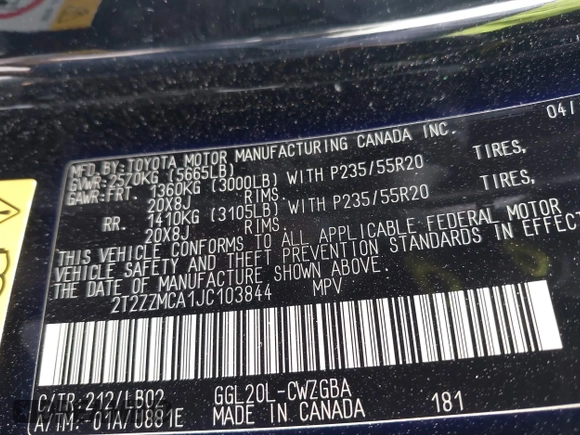 MFD.BY:TOYOTA MOTOR MANUFACTURING CANADA INC. 04/
GVWR:2570KG (5665LB)
GAWR:FRT. 1360KG (3000LB) WITH P235/55R20 TIRES,
20X8J RIMS.
RR. 1410KG (3105LB) WITH P235/55R20 TIRES,
20X8J RIMS.
THIS VEHICLE CONFORMS TO ALL APPLICABLE FEDERAL MOTOR
VEHICLE SAFETY AND THEFT PREVENTION STANDARDS IN EFFECT
THE DATE OF MANUFACTURE SHOWN ABOVE.
2T2ZZMCA1JC103844 MPV
C/TR:212/LB02 GGL20L-CWZGBA
A/TM:-01A/U881E MADE IN CANADA 181